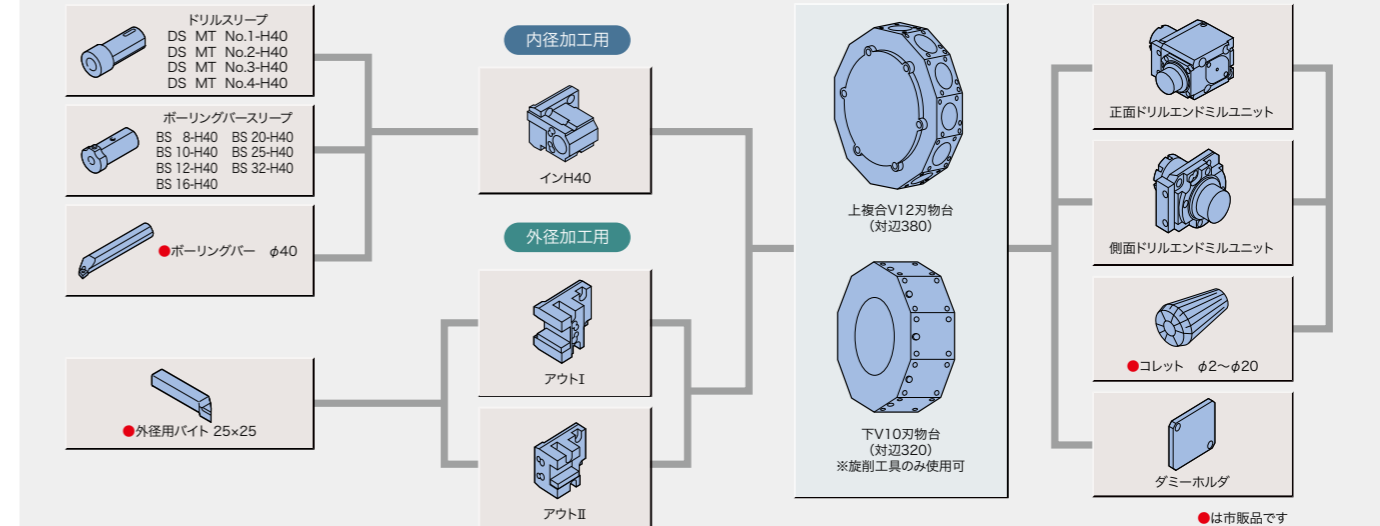 ドリルスリーブ
DS MT No.1-H40
DS MT No.2-H40
DS MT No.3-H40
DS MT No.4-H40
ボーリングバースリーブ
BS 8-H40 BS 20-H40
BS 10-H40 BS 25-H40
BS 12-H40 BS 32-H40
BS 16-H40
●ボーリングバー φ40
●外径用バイト 25×25
内径加工用
インH40
外径加工用
アウトI
アウトII
上複合V12刃物台
(対辺380)
下V10刃物台
(対辺320)
※旋削工具のみ使用可
正面ドリルエンドミルユニット
側面ドリルエンドミルユニット
●コレット φ2～φ20
ダミーホルダ
●は市販品です